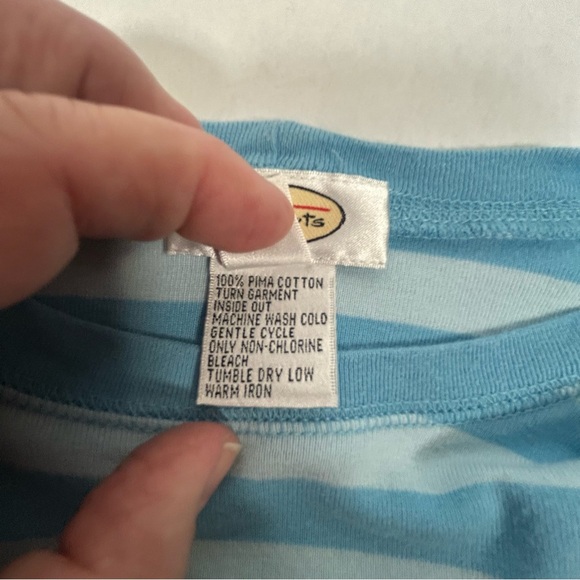 100% PIMA COTTON
TURN GARMENT
INSIDE OUT
MACHINE WASH COLD
GENTLE CYCLE
ONLY NON-CHLORINE
BLEACH
TUMBLE DRY LOW
WARM IRON